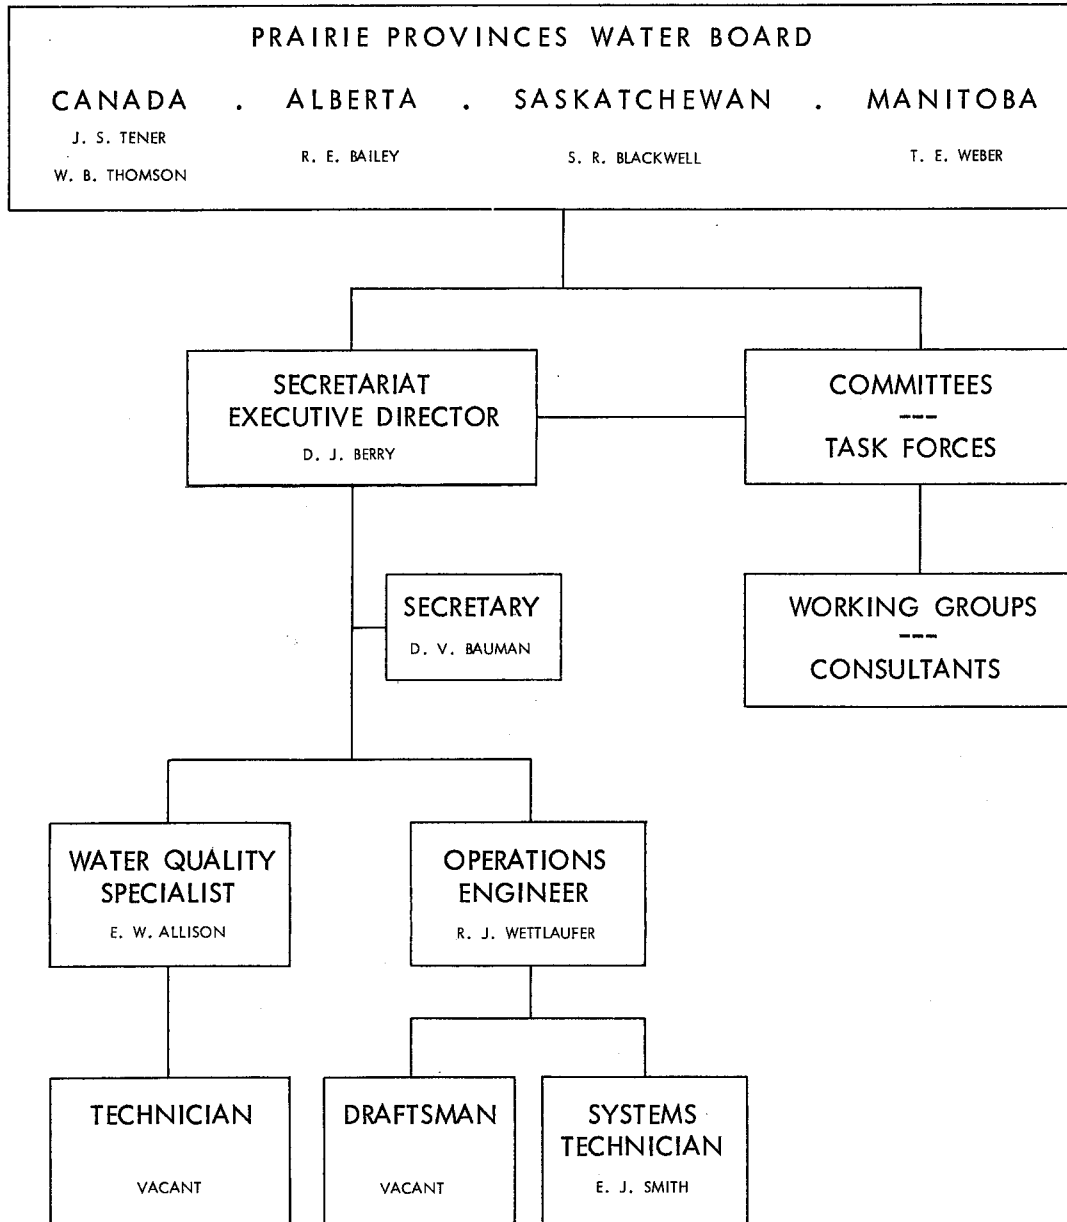 PRAIRIE PROVINCES WATER BOARD
CANADA . ALBERTA . SASKATCHEWAN . MANITOBA
J. S. TENER
R. E. BAILEY S. R. BLACKWELL T. E. WEBER
W. B. THOMSON
SECRETARIAT
EXECUTIVE DIRECTOR
D. J. BERRY
COMMITTEES
---
TASK FORCES
SECRETARY
D. V. BAUMAN
WORKING GROUPS
---
CONSULTANTS
WATER QUALITY
SPECIALIST
E. W. ALLISON
OPERATIONS
ENGINEER
R. J. WETTLAUFER
TECHNICIAN
VACANT
DRAFTSMAN
VACANT
SYSTEMS
TECHNICIAN
E. J. SMITH